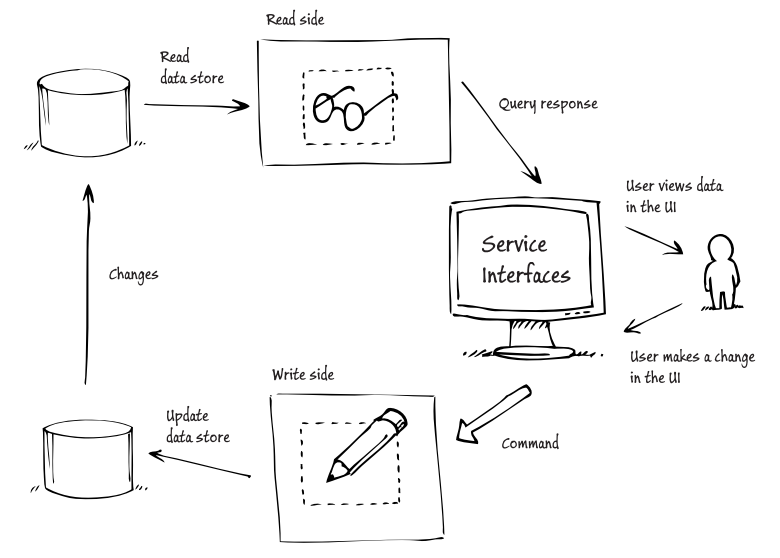 Read side
Read
data store
Query response
User views data
in the UI
Service
Interfaces
Changes
User makes a change
in the UI
Write side
Update
data store
Command